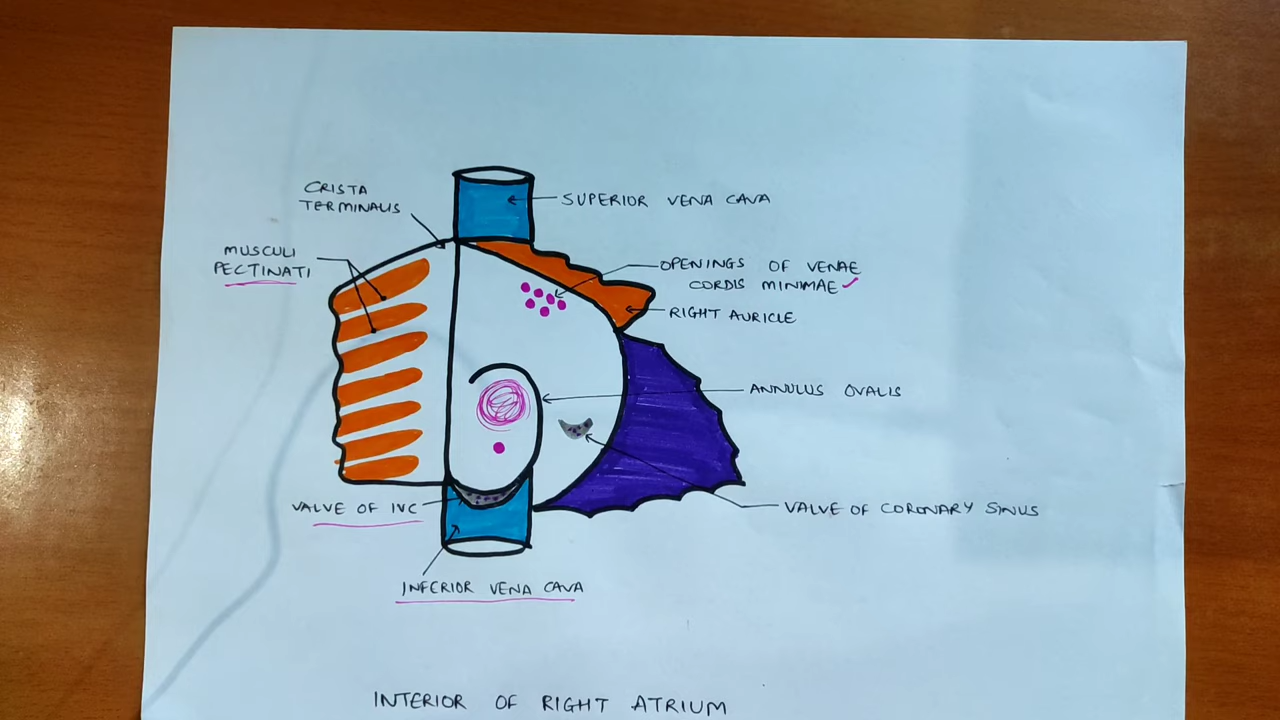 CRISTA
TERMINALIS
SUPERIOR VENA CAVA
MUSCULI
PECTINATI
OPENINGS OF VENAE
CORDIS MINIMAE
RIGHT AURICLE
ANNULUS OVALIS
VALVE OF IVC
VALVE OF CORONARY SINUS
INFERIOR VENA CAVA
INTERIOR OF RIGHT ATRIUM